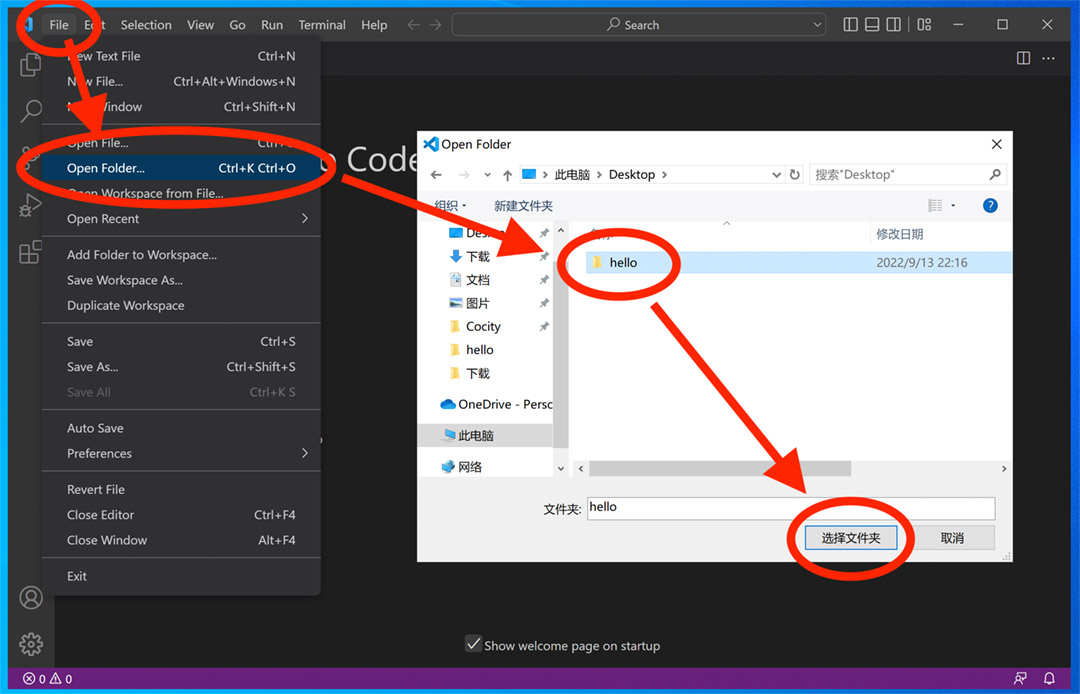 File Edit Selection View Go Run Terminal Help Search
New Text File Ctrl+N
New File... Ctrl+Alt+Windows+N
Window Ctrl+Shift+N
Open File...
Open Folder... Ctrl+K Ctrl+O
Open Workspace from File...
Open Recent
Add Folder to Workspace...
Save Workspace As...
Duplicate Workspace
Save Ctrl+S
Save As... Ctrl+Shift+S
Save All Ctrl+K S
Auto Save
Preferences
Revert File
Close Editor Ctrl+F4
Close Window Alt+F4
Exit
Code
Open Folder
此电脑 Desktop 搜索"Desktop"
组织 新建文件夹
修改日期
hello 2022/9/13 22:16
下载
文档
图片
Cocity
hello
下载
OneDrive - Persc
此电脑
网络
文件夹: hello
选择文件夹 取消
Show welcome page on startup
0 0